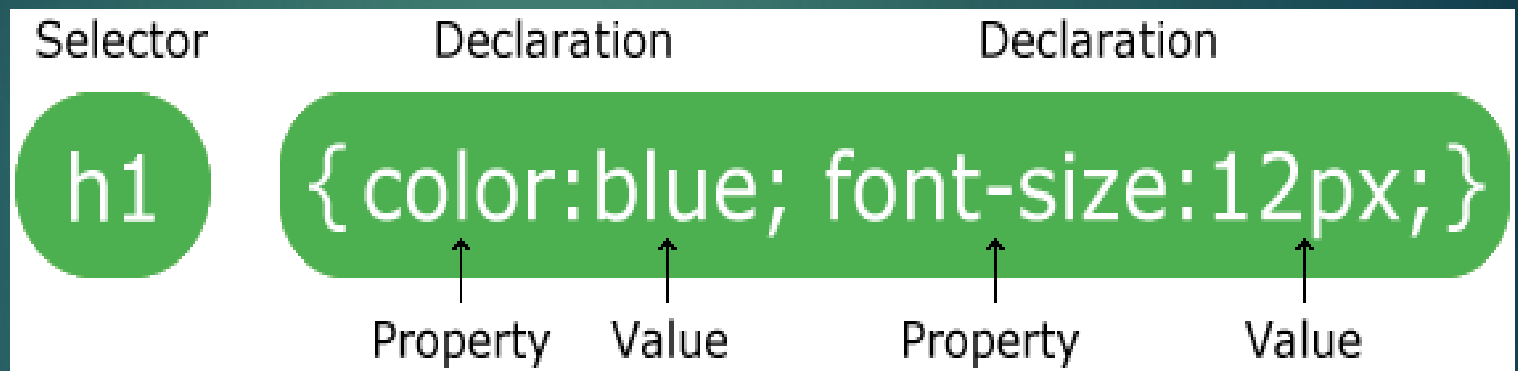 Selector Declaration Declaration
h1 {color:blue; font-size:12px;}
Property Value Property Value